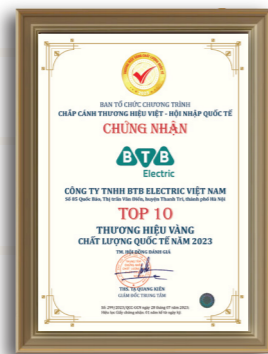 BAN TỔ CHỨC CHƯƠNG TRÌNH
CHẮP CÁNH THƯƠNG HIỆU VIỆT - HỘI NHẬP QUỐC TẾ
CHỨNG NHẬN
BTB
Electric
CÔNG TY TNHH BTB ELECTRIC VIỆT NAM
Số 85 Quốc Bảo, Thị trấn Văn Điển, huyện Thanh Trì, thành phố Hà Nội
TOP 10
THƯƠNG HIỆU VÀNG
CHẤT LƯỢNG QUỐC TẾ NĂM 2023
TM. HỘI ĐỒNG ĐÁNH GIÁ
THS. TẠ QUANG KIÊN
GIÁM ĐỐC TRUNG TÂM